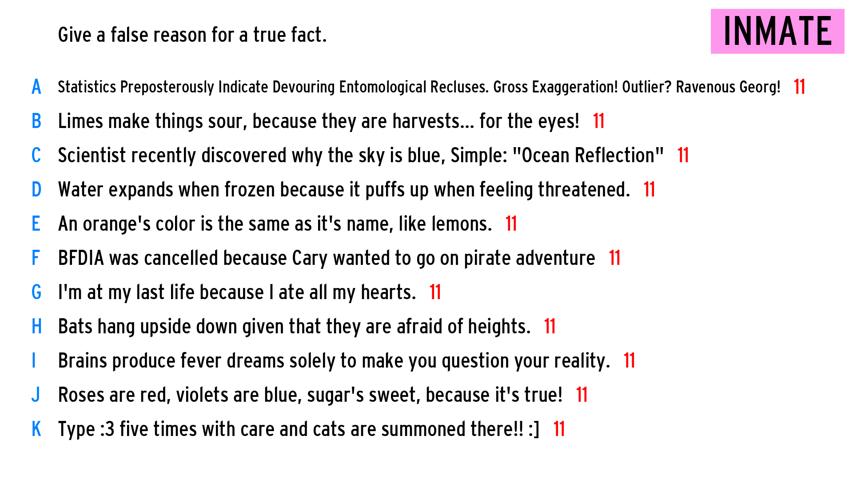 Give a false reason for a true fact.
INMATE
A Statistics Preposterously Indicate Devouring Entomological Recluses. Gross Exaggeration! Outlier? Ravenous Georg! 11
B Limes make things sour, because they are harvests... for the eyes! 11
C Scientist recently discovered why the sky is blue, Simple: "Ocean Reflection" 11
D Water expands when frozen because it puffs up when feeling threatened. 11
E An orange's color is the same as it's name, like lemons. 11
F BFDIA was cancelled because Cary wanted to go on pirate adventure 11
G I'm at my last life because I ate all my hearts. 11
H Bats hang upside down given that they are afraid of heights. 11
I Brains produce fever dreams solely to make you question your reality. 11
J Roses are red, violets are blue, sugar's sweet, because it's true! 11
K Type :3 five times with care and cats are summoned there!! :] 11